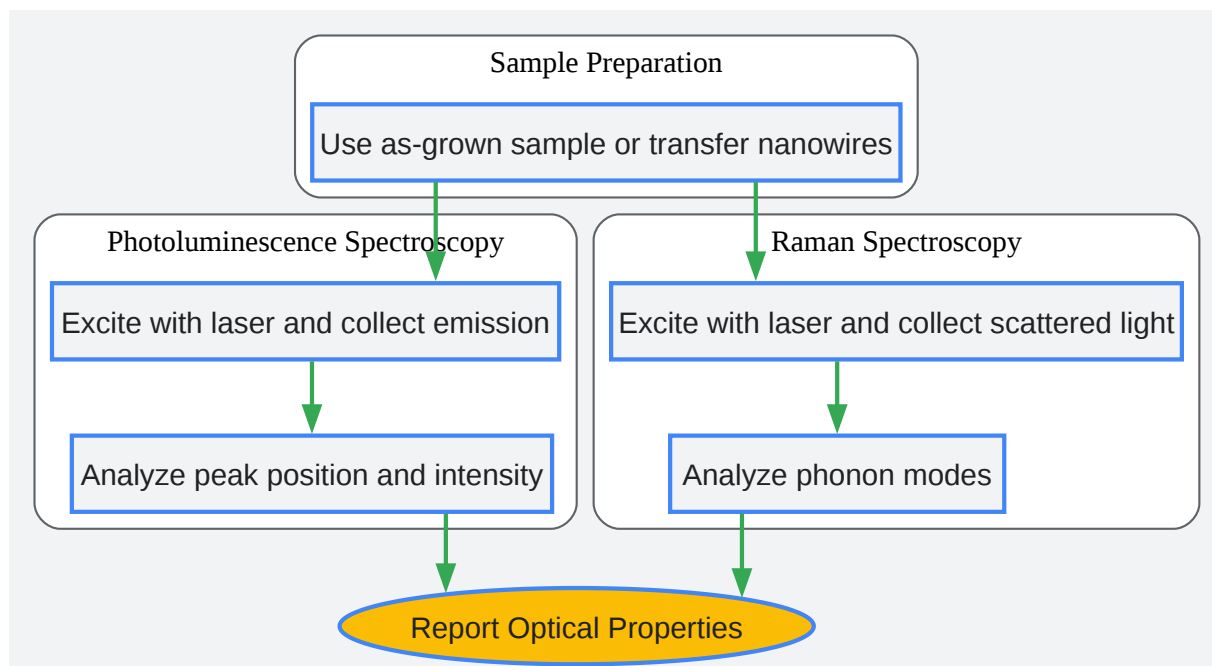 Sample Preparation
Use as-grown sample or transfer nanowires
Photoluminescence Spectroscopy
Excite with laser and collect emission
Analyze peak position and intensity
Raman Spectroscopy
Excite with laser and collect scattered light
Analyze phonon modes
Report Optical Properties